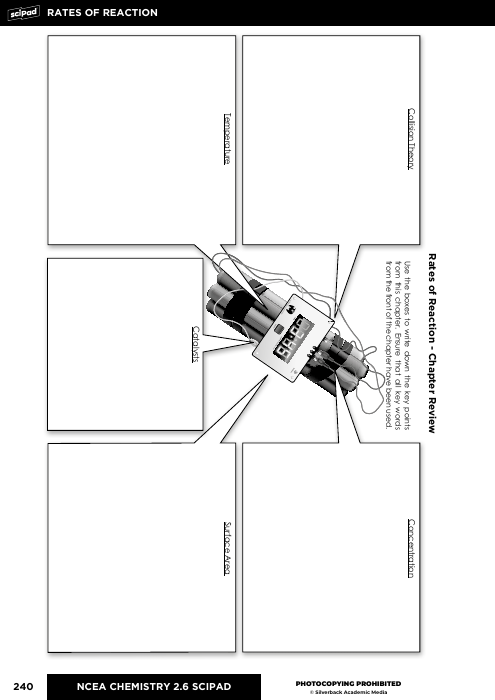 scipad RATES OF REACTION
Rates of Reaction - Chapter Review
Use the boxes to write down the key points
from this chapter. Ensure that all key words
from the front of the chapter have been used.
Collision Theory
Concentration
Temperature
Catalysts
Surface Area
240
NCEA CHEMISTRY 2.6 SCIPAD
PHOTOCOPYING PROHIBITED
© Silverback Academic Media